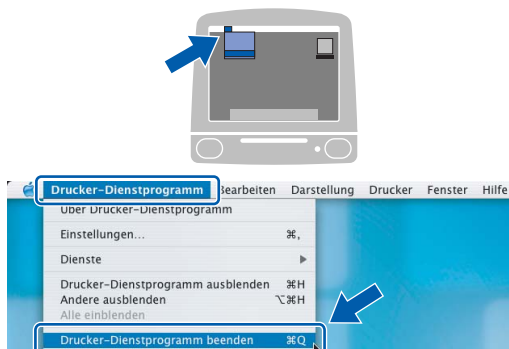 Drucker-Dienstprogramm Bearbeiten Darstellung Drucker Fenster Hilfe
Über Drucker-Dienstprogramm
Einstellungen... ⌘,
Dienste ▶
Drucker-Dienstprogramm ausblenden ⌘H
Andere ausblenden ⌥⌘H
Alle einblenden
Drucker-Dienstprogramm beenden ⌘Q